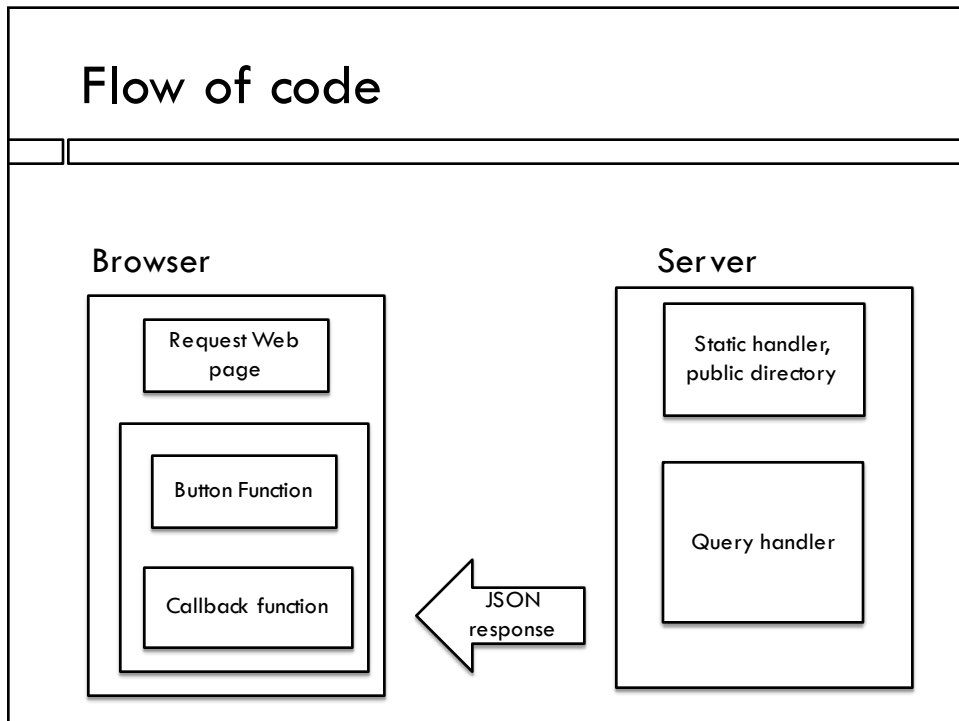 Flow of code
Browser
Server
Request Web
page
Static handler,
public directory
Button Function
Query handler
Callback function
JSON
response